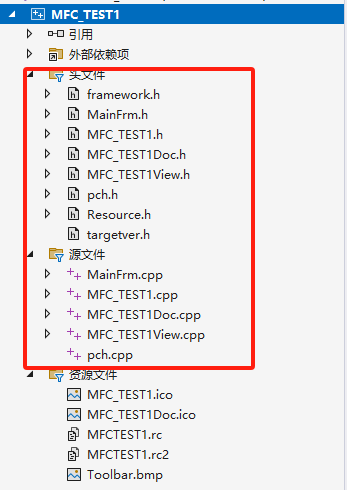 MFC_TEST1
引用
外部依赖项
头文件
framework.h
MainFrm.h
MFC_TEST1.h
MFC_TEST1Doc.h
MFC_TEST1View.h
pch.h
Resource.h
targetver.h
源文件
MainFrm.cpp
MFC_TEST1.cpp
MFC_TEST1Doc.cpp
MFC_TEST1View.cpp
pch.cpp
资源文件
MFC_TEST1.ico
MFC_TEST1Doc.ico
MFCTEST1.rc
MFCTEST1.rc2
Toolbar.bmp